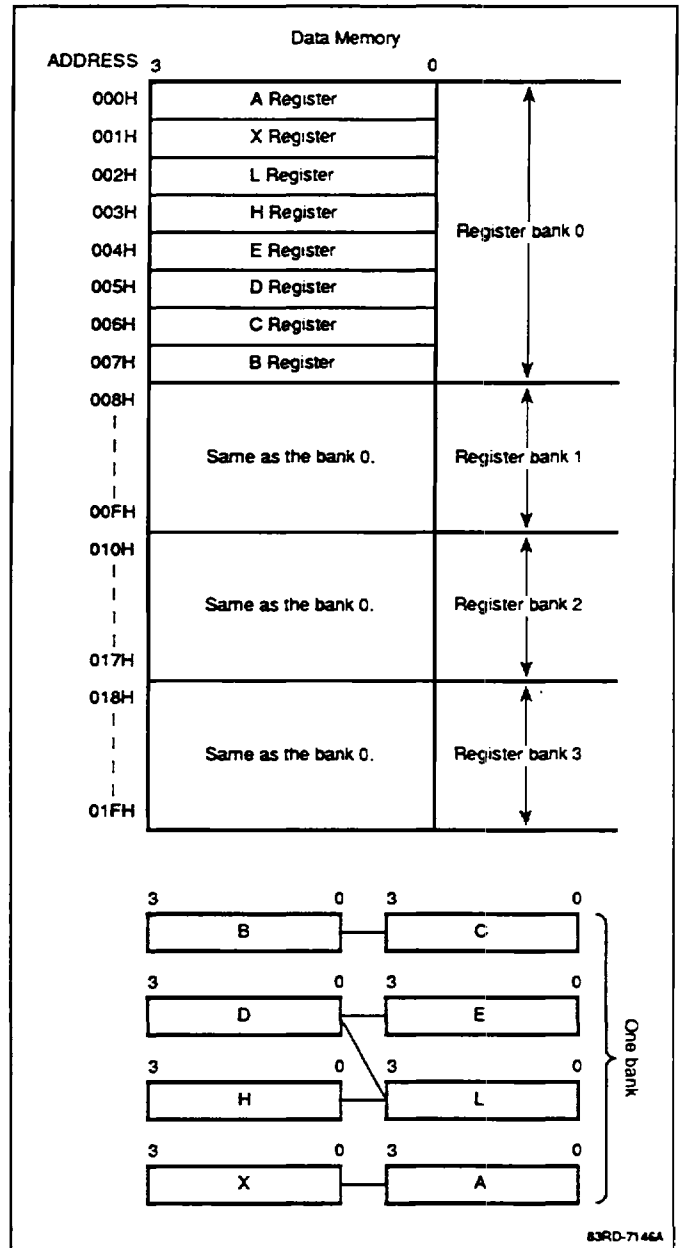 Data Memory
ADDRESS 3 0
000H A Register
001H X Register
002H L Register
003H H Register
Register bank 0
004H E Register
005H D Register
006H C Register
007H B Register
008H
Same as the bank 0. Register bank 1
00FH
010H
Same as the bank 0. Register bank 2
017H
018H
Same as the bank 0. Register bank 3
01FH
3 0 3 0
B C
3 0 3 0
D E
3 0 3 0
H L
3 0 3 0
X A
One bank
83RD-7146A